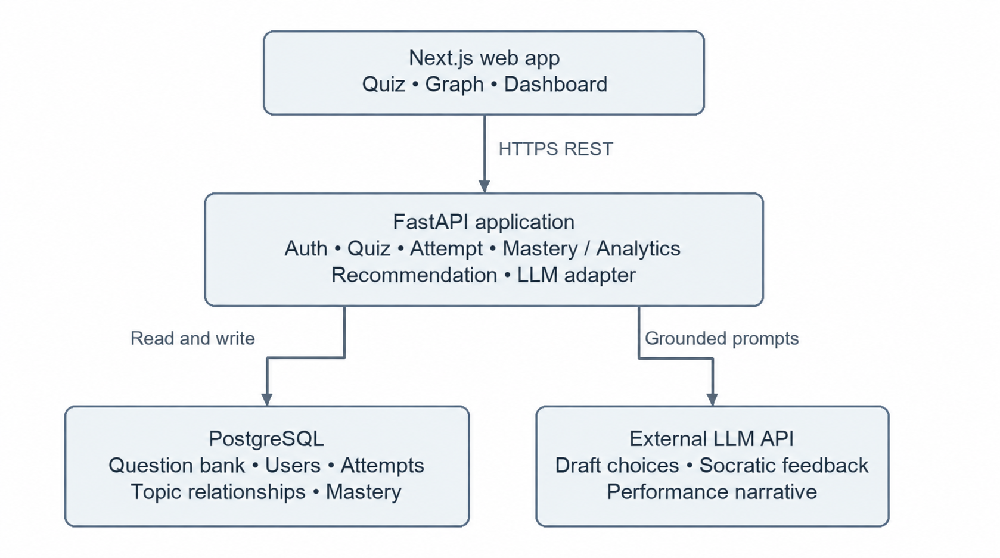 Next.js web app
Quiz • Graph • Dashboard
HTTPS REST
FastAPI application
Auth • Quiz • Attempt • Mastery / Analytics
Recommendation • LLM adapter
Read and write
Grounded prompts
PostgreSQL
Question bank • Users • Attempts
Topic relationships • Mastery
External LLM API
Draft choices • Socratic feedback
Performance narrative